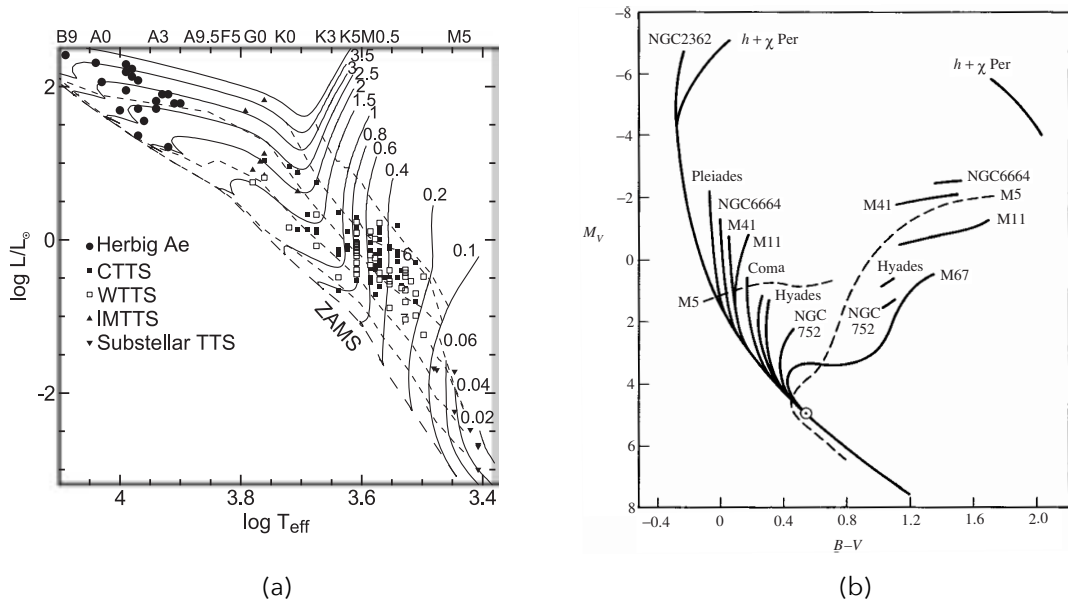 B9 A0 A3 A9.5 F5 G0 K0 K3 K5 M0.5 M5
3.5
3
2.5
2
1.5
1
0.8
0.6
0.4
0.2
0.1
0.06
0.04
0.02
ZAMS
Herbig Ae
CTTS
WTTS
IMTTS
Substellar TTS
2
0
-2
log L/L☉
4 3.8 3.6 3.4
log Teff
(a)
-8
-6
-4
-2
0
2
4
6
8
MV
NGC2362
h + χ Per
h + χ Per
Pleiades
NGC6664
M41
M11
Coma
Hyades
NGC
752
M5
NGC6664
M5
M41
M11
Hyades
M67
NGC
752
-0.4 0 0.4 0.8 1.2 1.6 2.0
B–V
(b)